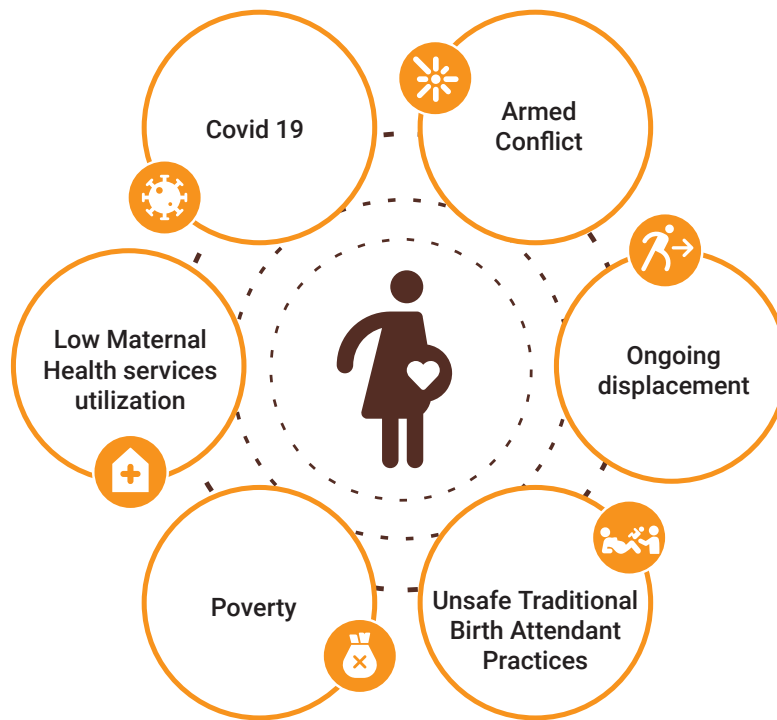 Covid 19
Armed
Conflict
Low Maternal
Health services
utilization
Ongoing
displacement
Poverty
Unsafe Traditional
Birth Attendant
Practices